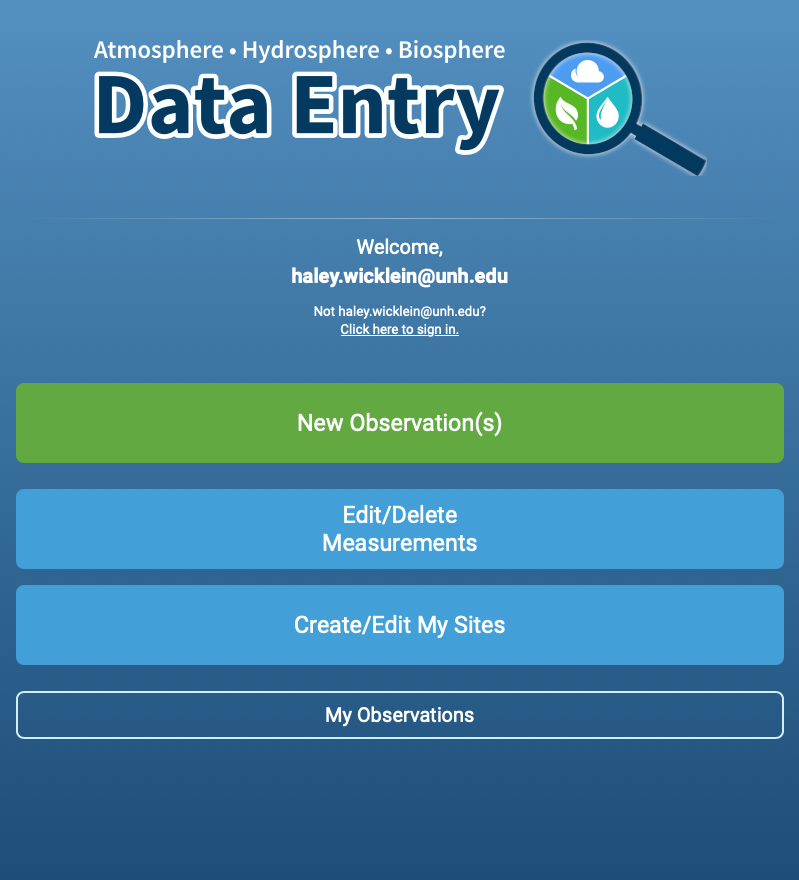 Atmosphere • Hydrosphere • Biosphere
Data Entry
Welcome,
haley.wicklein@unh.edu
Not haley.wicklein@unh.edu?
Click here to sign in.
New Observation(s)
Edit/Delete
Measurements
Create/Edit My Sites
My Observations